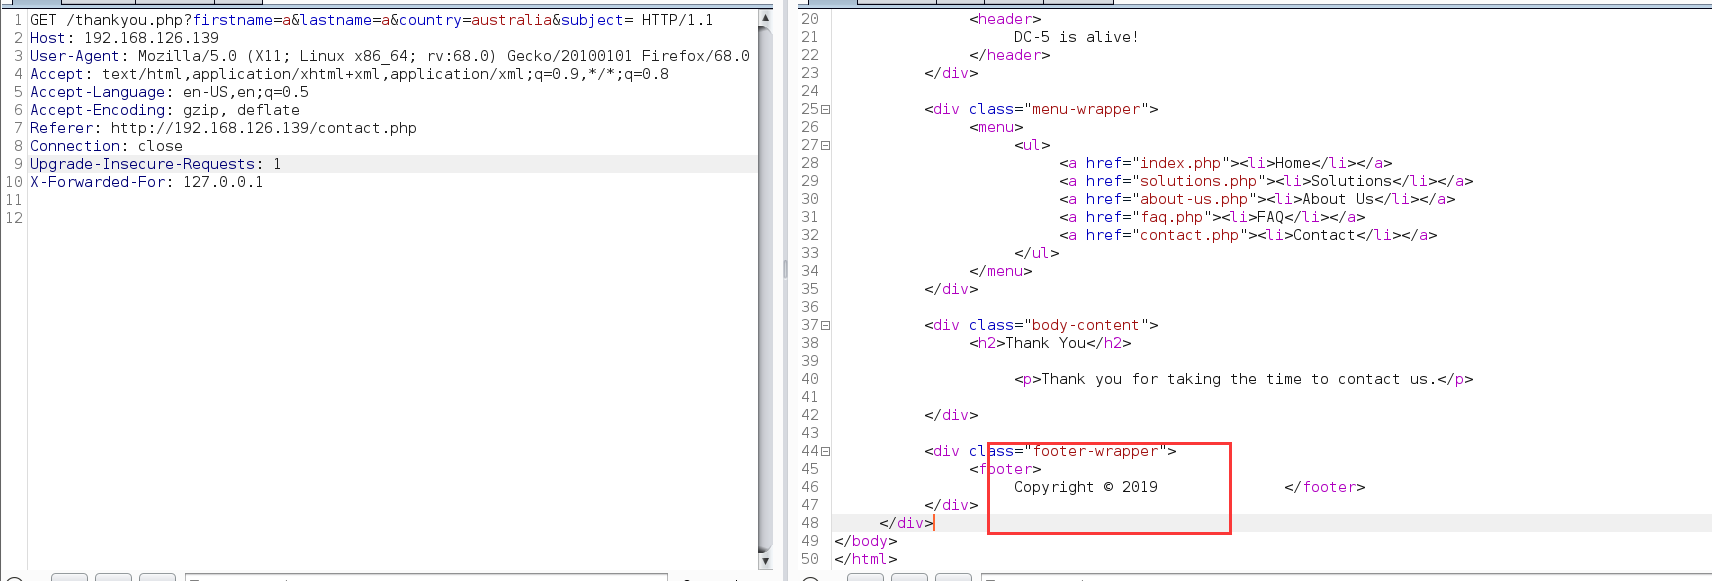 1 GET /thankyou.php?firstname=a&lastname=a&country=australia&subject= HTTP/1.1
2 Host: 192.168.126.139
3 User-Agent: Mozilla/5.0 (X11; Linux x86_64; rv:68.0) Gecko/20100101 Firefox/68.0
4 Accept: text/html,application/xhtml+xml,application/xml;q=0.9,*/*;q=0.8
5 Accept-Language: en-US,en;q=0.5
6 Accept-Encoding: gzip, deflate
7 Referer: http://192.168.126.139/contact.php
8 Connection: close
9 Upgrade-Insecure-Requests: 1
10 X-Forwarded-For: 127.0.0.1
11
12
20 <header>
21 DC-5 is alive!
22 </header>
23 </div>
24
25 <div class="menu-wrapper">
26 <menu>
27 <ul>
28 <a href="index.php"><li>Home</li></a>
29 <a href="solutions.php"><li>Solutions</li></a>
30 <a href="about-us.php"><li>About Us</li></a>
31 <a href="faq.php"><li>FAQ</li></a>
32 <a href="contact.php"><li>Contact</li></a>
33 </ul>
34 </menu>
35 </div>
36
37 <div class="body-content">
38 <h2>Thank You</h2>
39
40 <p>Thank you for taking the time to contact us.</p>
41
42 </div>
43
44 <div class="footer-wrapper">
45 <footer>
46 Copyright © 2019 </footer>
47 </div>
48 </div>
49 </body>
50 </html>